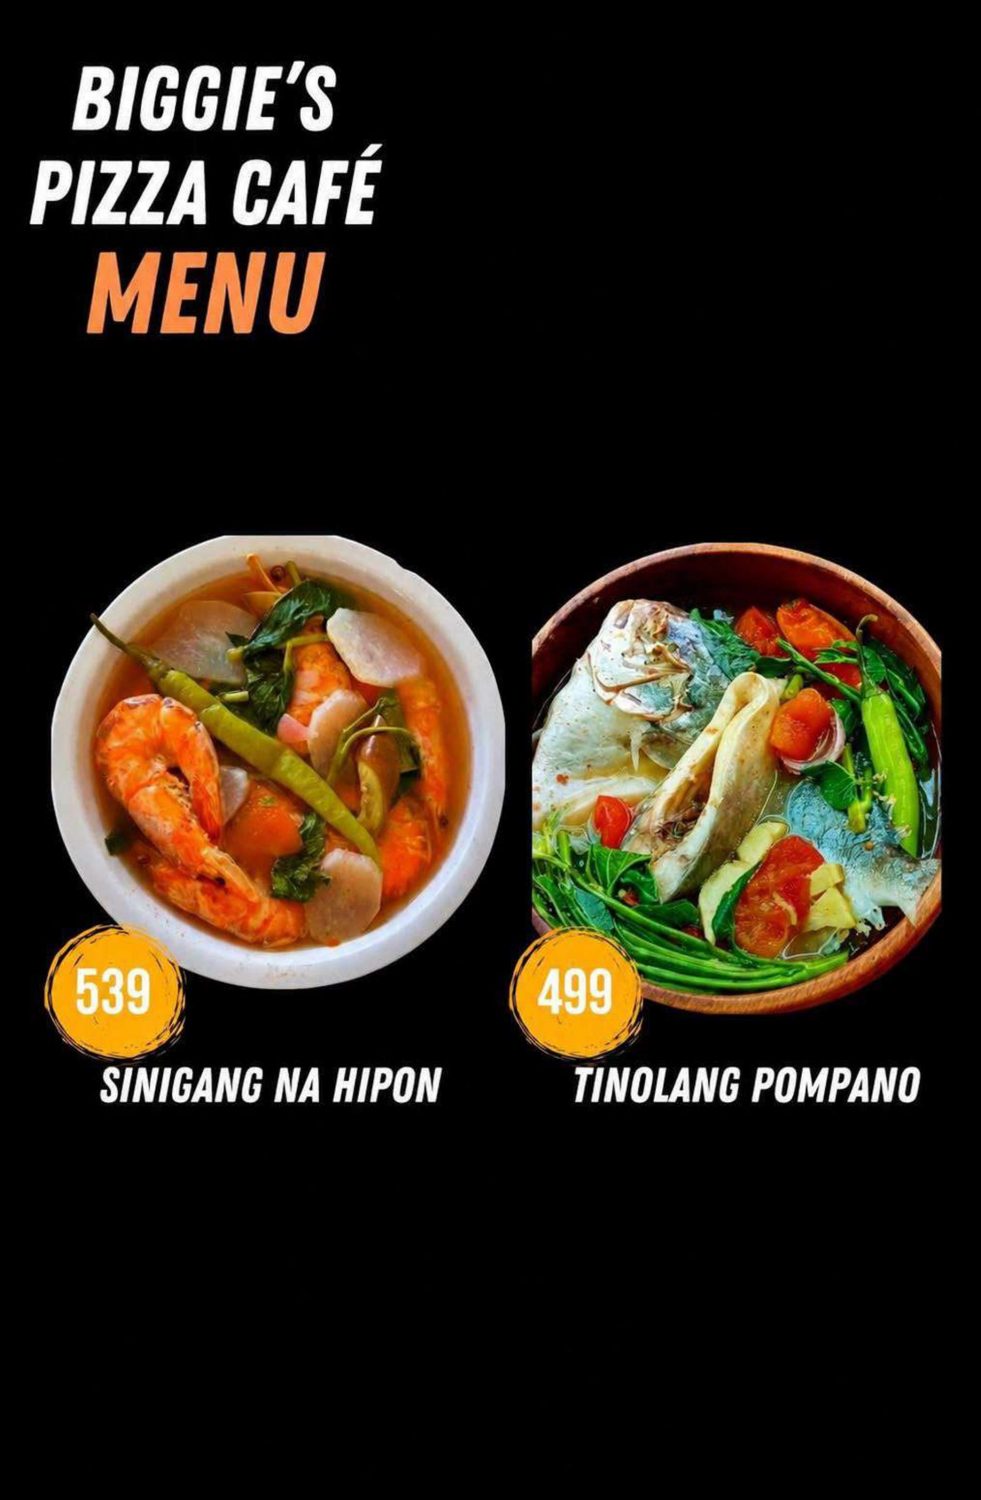 BIGGIE'S
PIZZA CAFÉ
MENU
539
SINIGANG NA HIPON
499
TINOLANG POMPANO